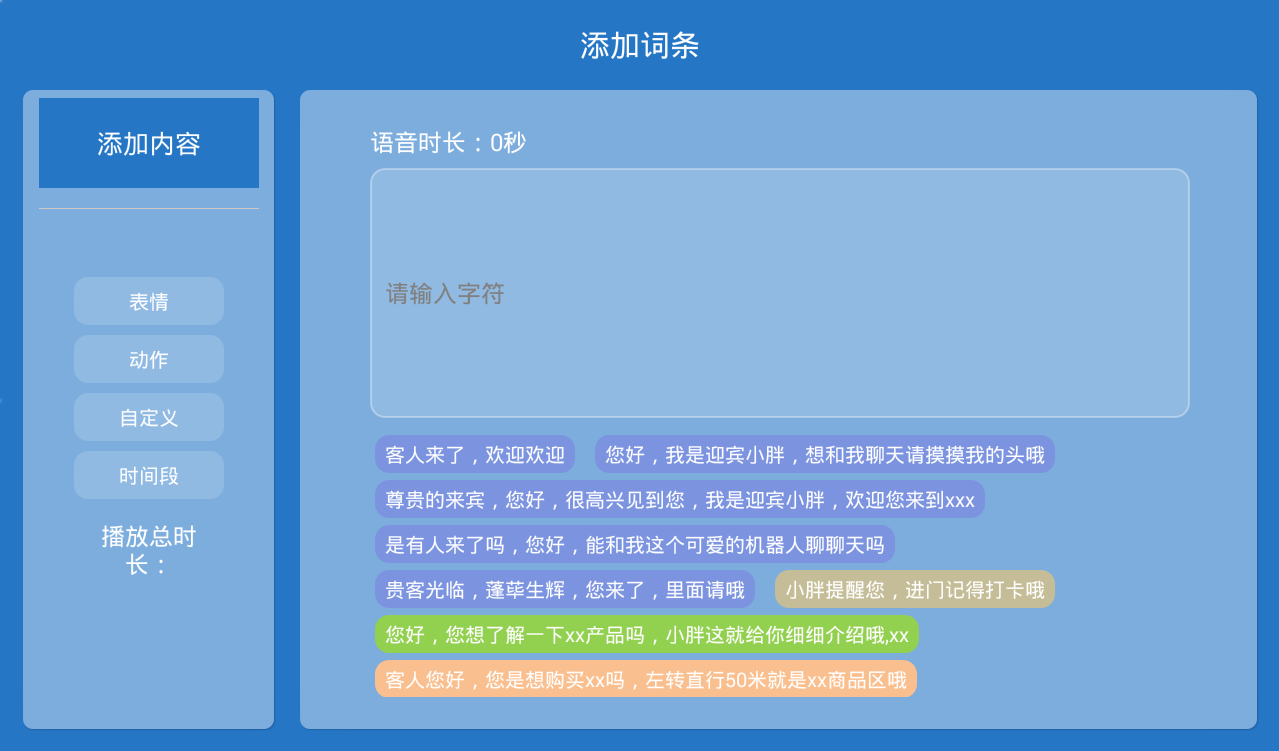 添加词条
添加内容
表情
动作
自定义
时间段
播放总时
长：
语音时长：0秒
请输入字符
客人来了，欢迎欢迎
您好，我是迎宾小胖，想和我聊天请摸摸我的头哦
尊贵的来宾，您好，很高兴见到您，我是迎宾小胖，欢迎您来到xxx
是有人来了吗，您好，能和我这个可爱的机器人聊聊天吗
贵客光临，蓬荜生辉，您来了，里面请哦
小胖提醒您，进门记得打卡哦
您好，您想了解一下xx产品吗，小胖这就给你细细介绍哦,xx
客人您好，您是想购买xx吗，左转直行50米就是xx商品区哦